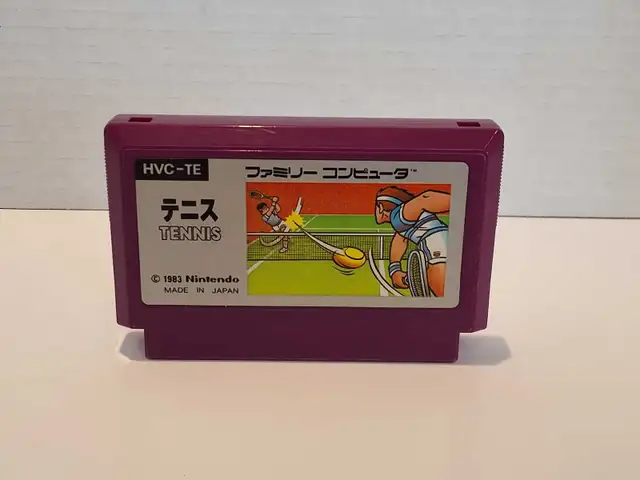 HVC-TE
ファミリー コンピュータ™
テニス
TENNIS
© 1983 Nintendo
MADE IN JAPAN